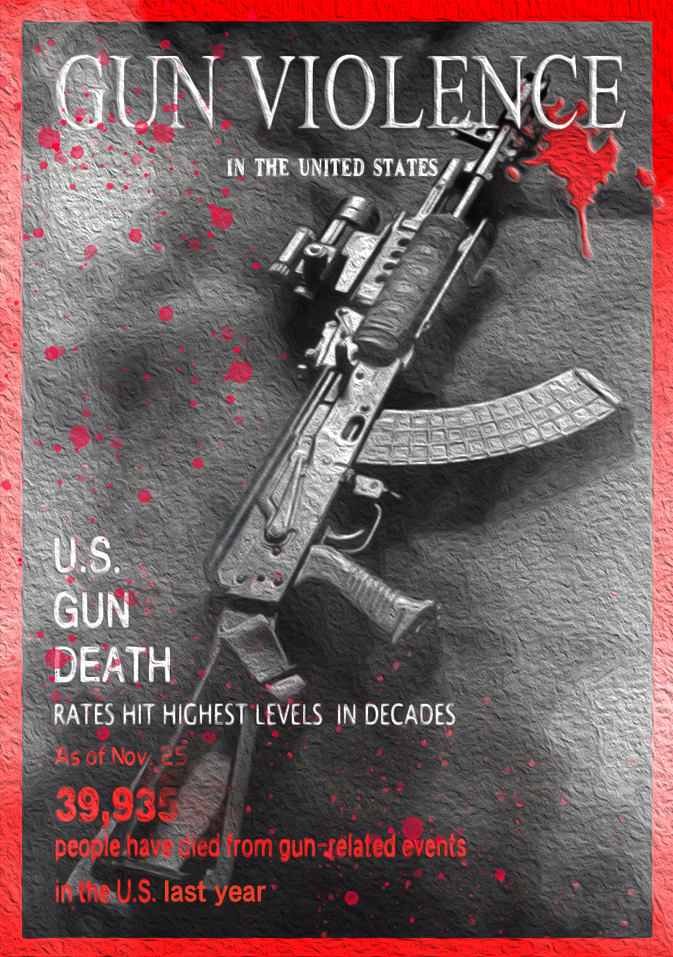 GUN VIOLENCE
IN THE UNITED STATES
U.S.
GUN
DEATH
RATES HIT HIGHEST LEVELS IN DECADES
As of Nov. 25
39,935
people have died from gun-related events
in the U.S. last year